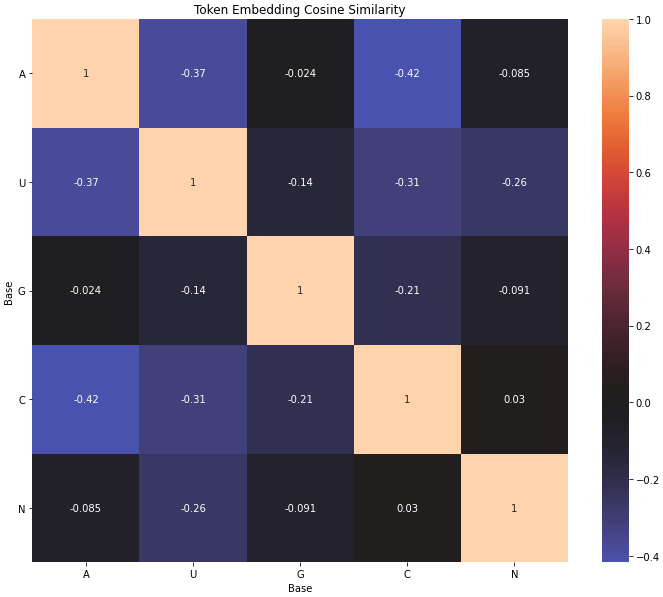 Token Embedding Cosine Similarity
A 1 -0.37 -0.024 -0.42 -0.085
U -0.37 1 -0.14 -0.31 -0.26
G -0.024 -0.14 1 -0.21 -0.091
C -0.42 -0.31 -0.21 1 0.03
N -0.085 -0.26 -0.091 0.03 1
A U G C N
Base
Base
1.0
0.8
0.6
0.4
0.2
0.0
−0.2
−0.4